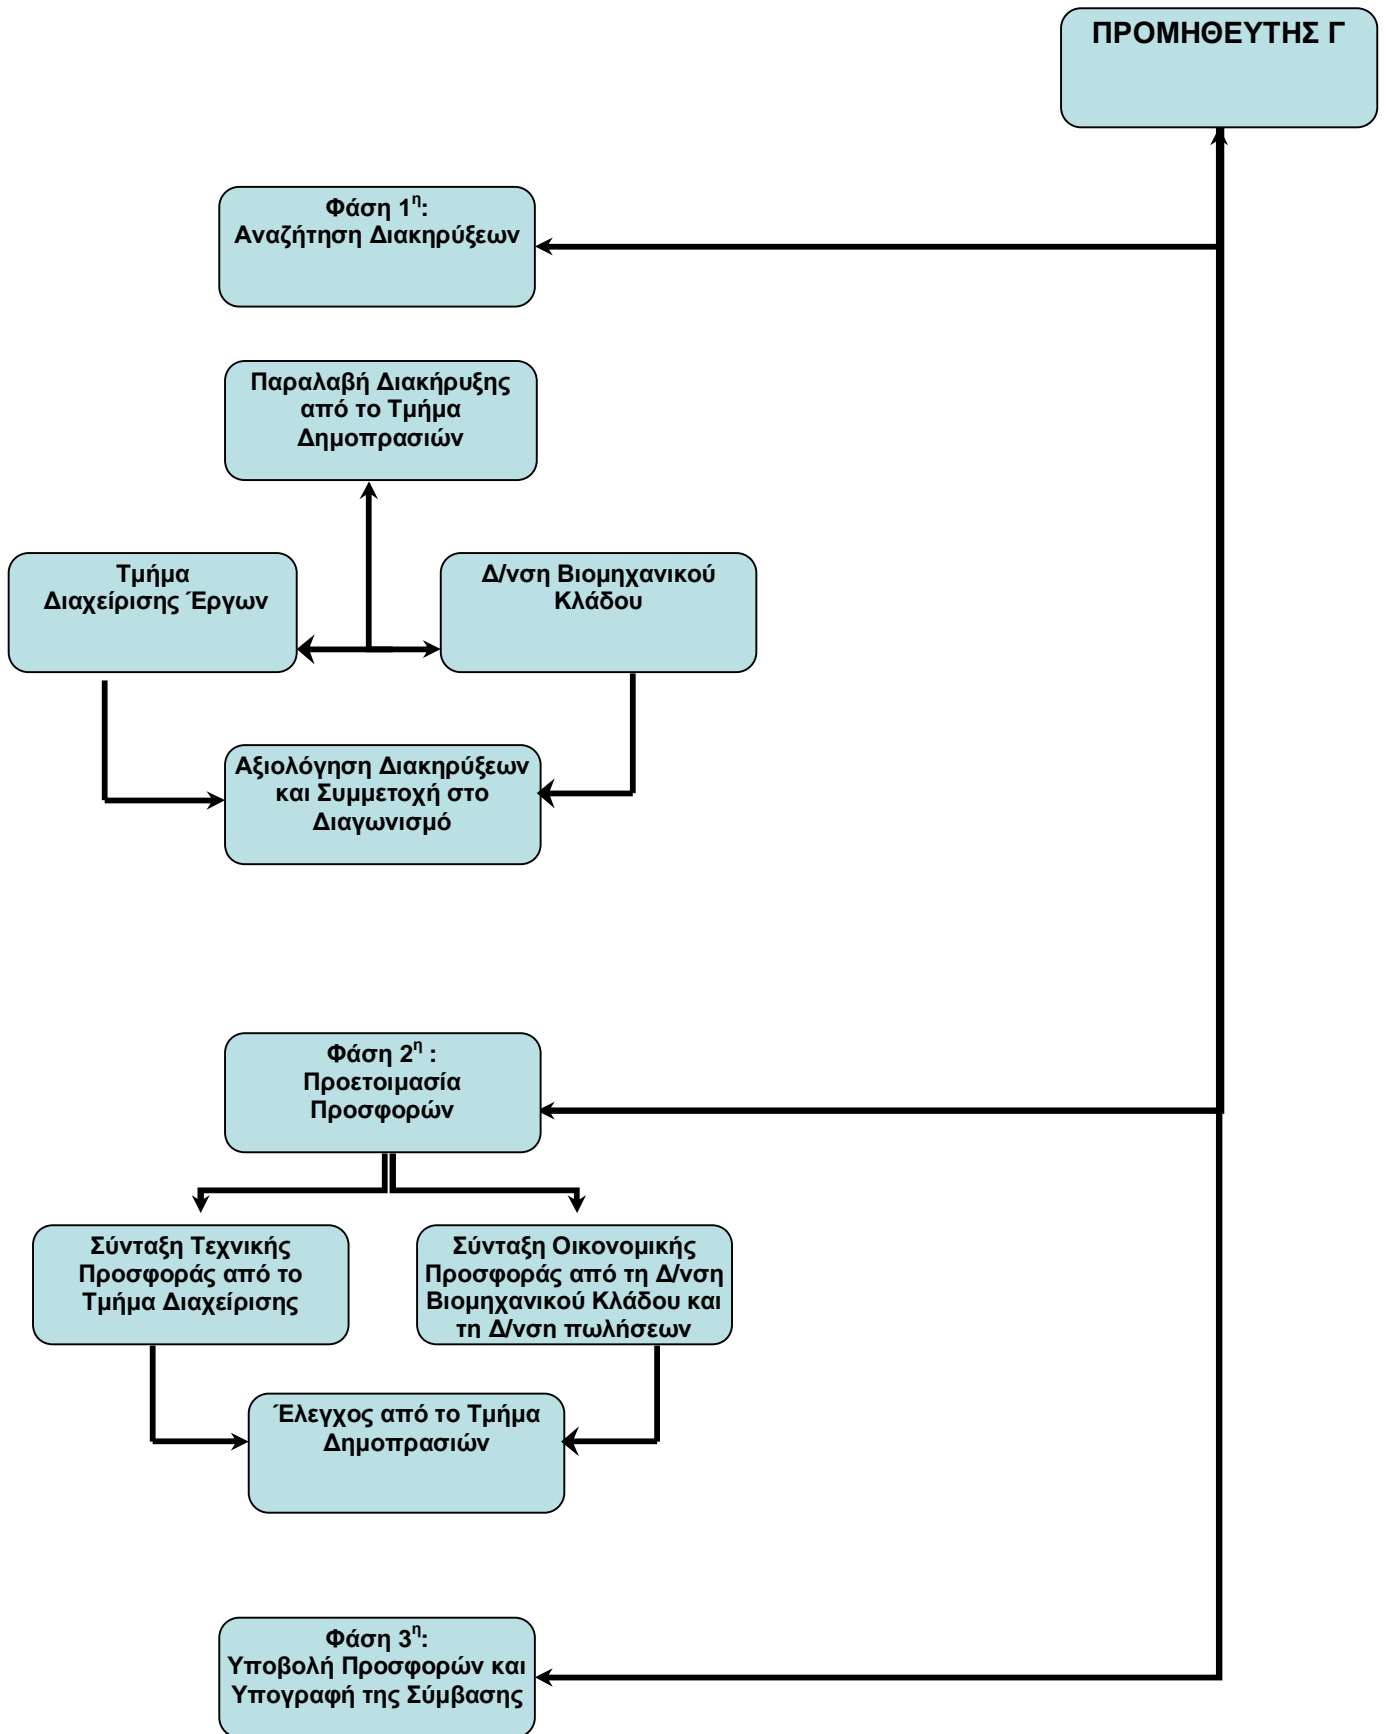 ΠΡΟΜΗΘΕΥΤΗΣ Γ
Φάση 1η:
Αναζήτηση Διακηρύξεων
Παραλαβή Διακήρυξης
από το Τμήμα
Δημοπρασιών
Τμήμα
Διαχείρισης Έργων
Δ/νση Βιομηχανικού
Κλάδου
Αξιολόγηση Διακηρύξεων
και Συμμετοχή στο
Διαγωνισμό
Φάση 2η :
Προετοιμασία
Προσφορών
Σύνταξη Τεχνικής
Προσφοράς από το
Τμήμα Διαχείρισης
Σύνταξη Οικονομικής
Προσφοράς από τη Δ/νση
Βιομηχανικού Κλάδου και
τη Δ/νση πωλήσεων
Έλεγχος από το Τμήμα
Δημοπρασιών
Φάση 3η:
Υποβολή Προσφορών και
Υπογραφή της Σύμβασης